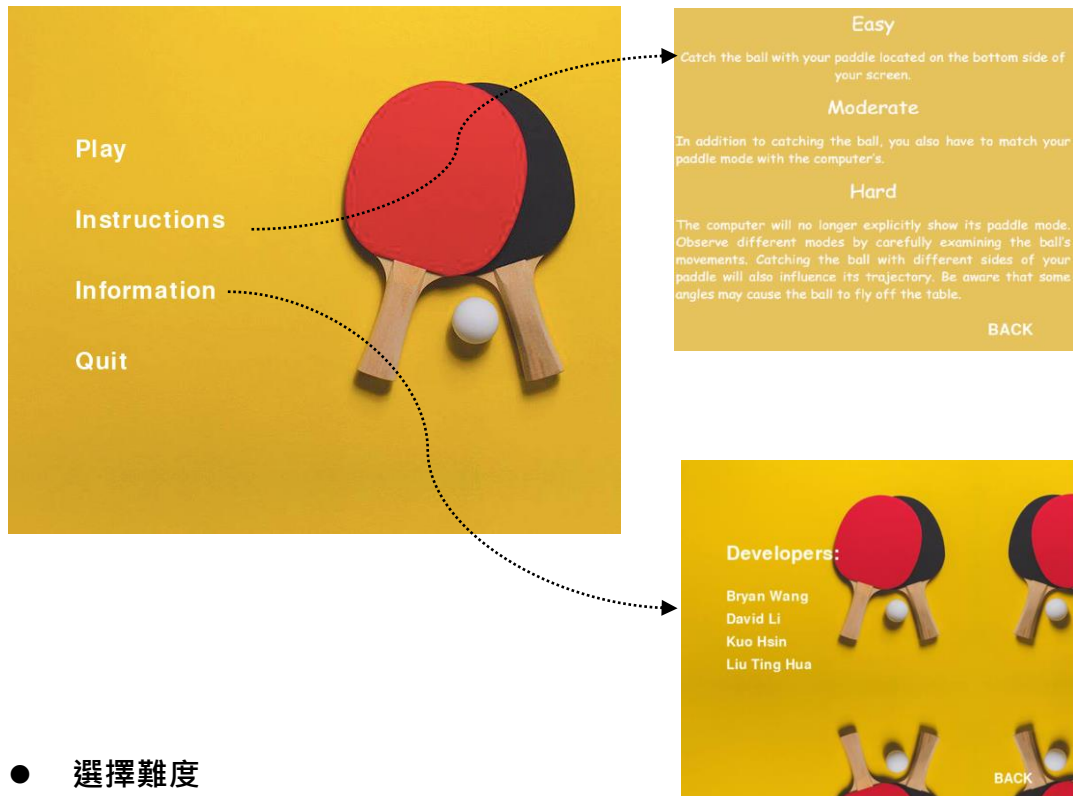 Play
Instructions
Information
Quit
Easy
Catch the ball with your paddle located on the bottom side of
your screen.
Moderate
In addition to catching the ball, you also have to match your
paddle mode with the computer's.
Hard
The computer will no longer explicitly show its paddle mode.
Observe different modes by carefully examining the ball's
movements. Catching the ball with different sides of your
paddle will also influence its trajectory. Be aware that some
angles may cause the ball to fly off the table.
BACK
Developers:
Bryan Wang
David Li
Kuo Hsin
Liu Ting Hua
BACK
● 選擇難度